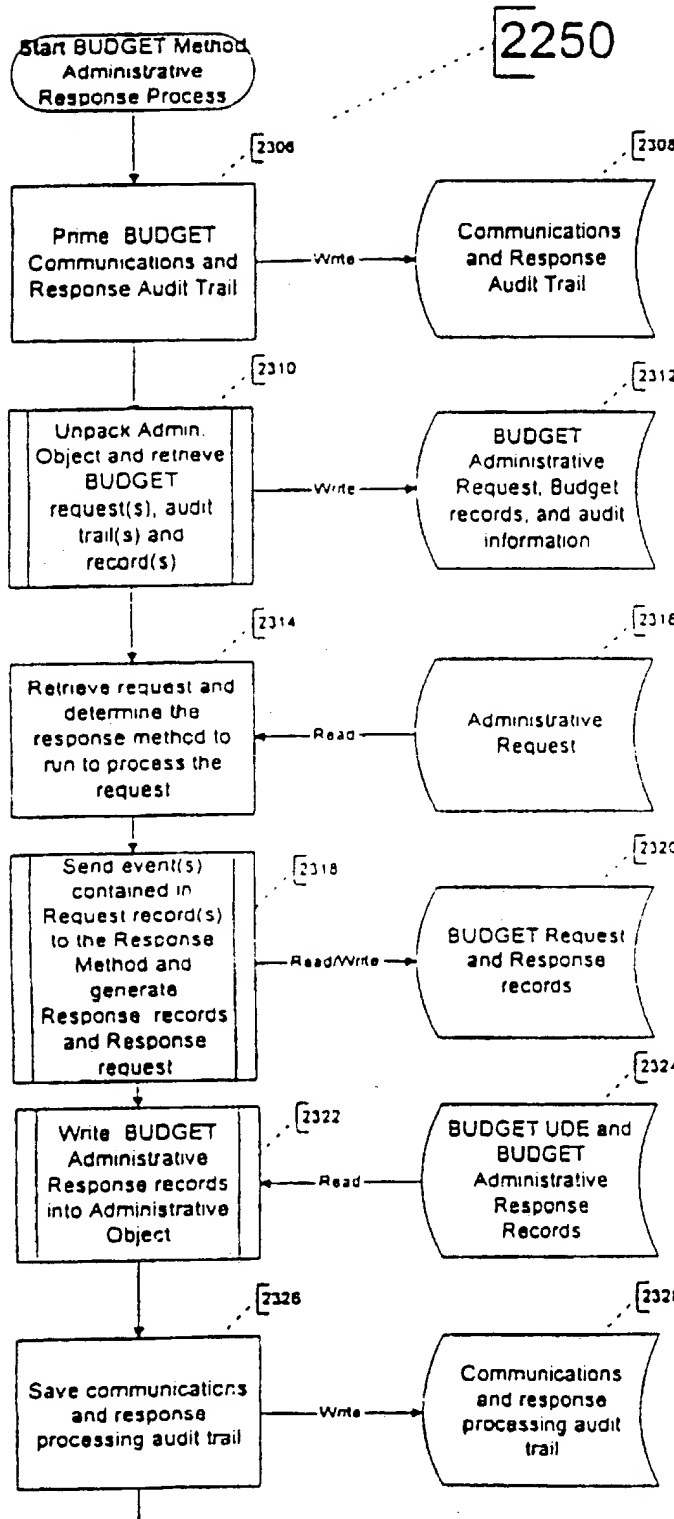 2250
Start BUDGET Method
Administrative
Response Process
2306
2308
Prime BUDGET
Communications and
Response Audit Trail
Write
Communications
and Response
Audit Trail
2310
2312
Unpack Admin.
Object and retrieve
BUDGET
request(s), audit
trail(s) and
record(s)
Write
BUDGET
Administrative
Request, Budget
records, and audit
information
2314
2316
Retrieve request and
determine the
response method to
run to process the
request
Read
Administrative
Request
2318
2320
Send event(s)
contained in
Request record(s)
to the Response
Method and
generate
Response records
and Response
request
Read/Write
BUDGET Request
and Response
records
2322
2324
Write BUDGET
Administrative
Response records
into Administrative
Object
Read
BUDGET UDE and
BUDGET
Administrative
Response
Records
2326
2328
Save communications
and response
processing audit trail
Write
Communications
and response
processing audit
trail